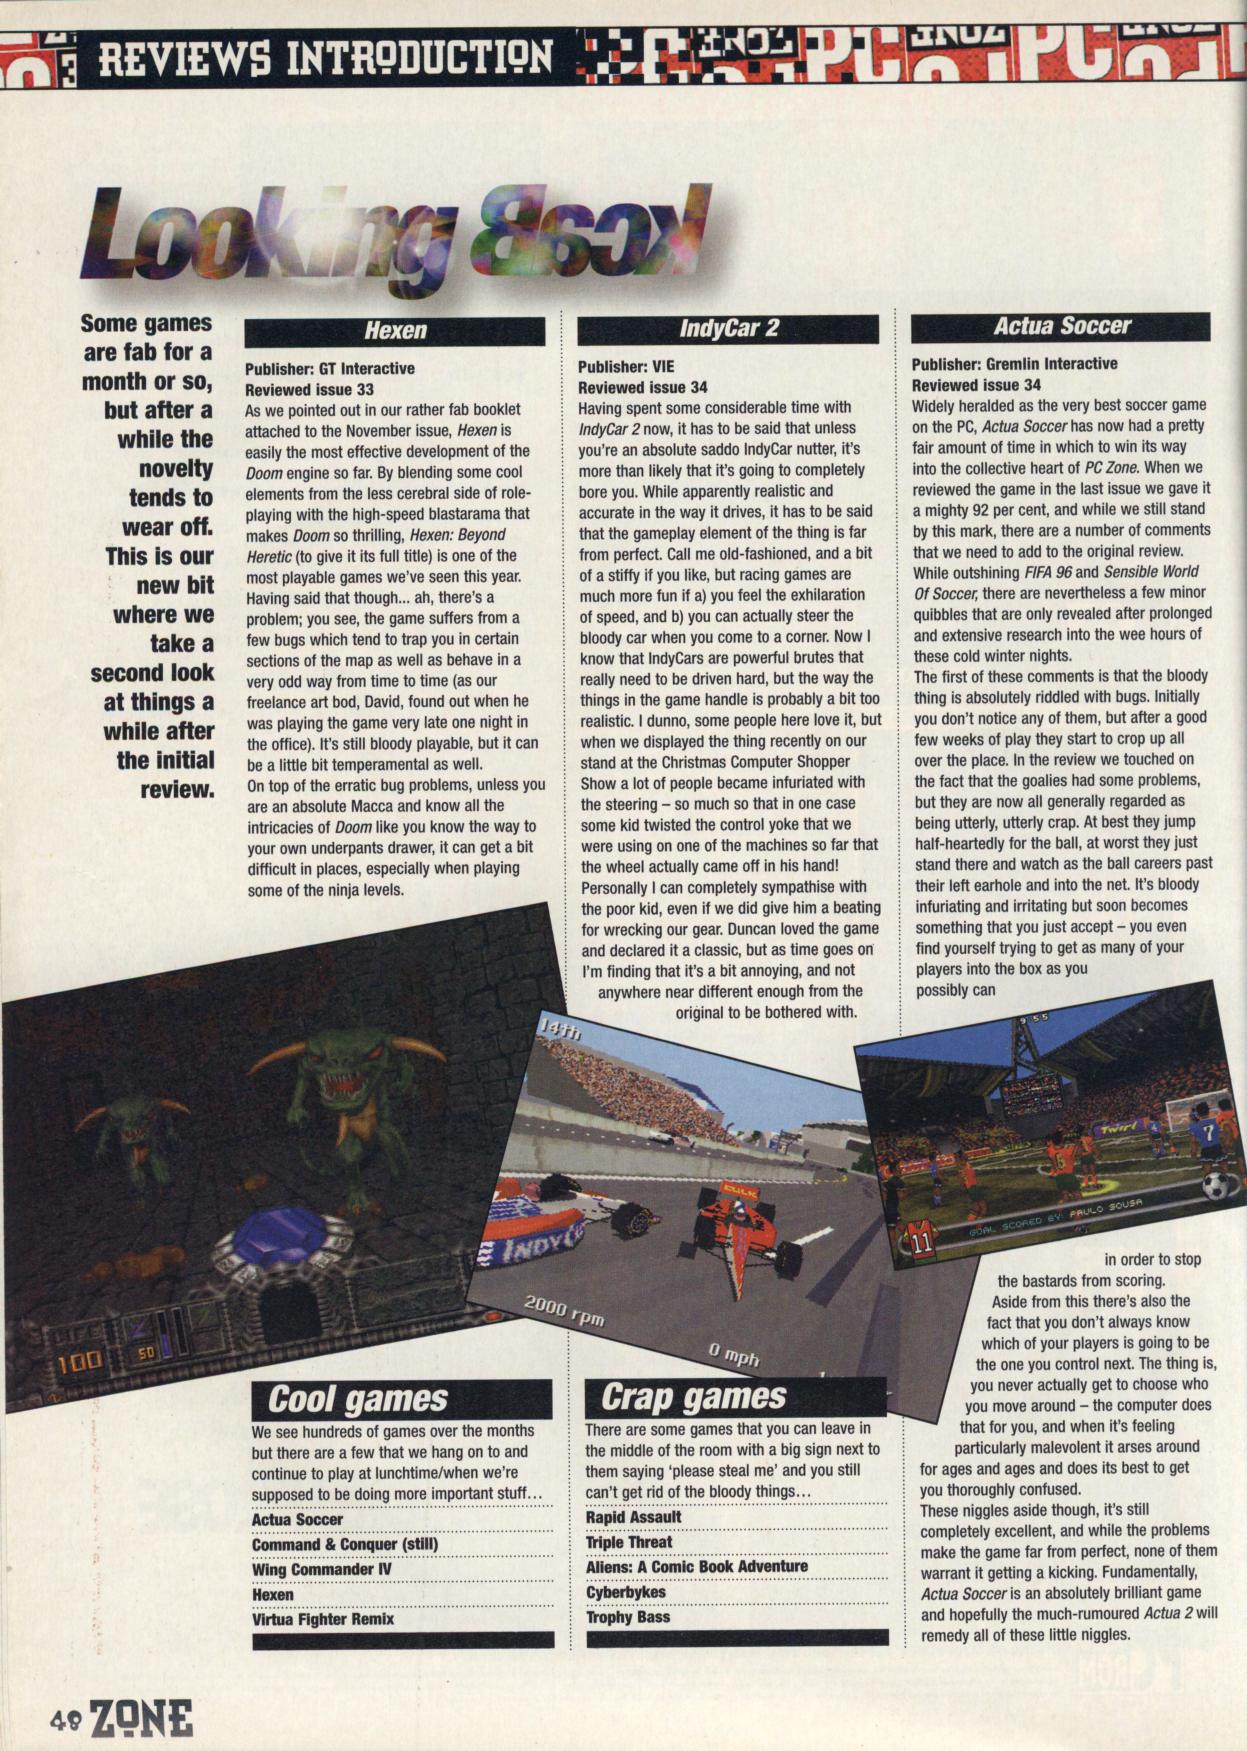 REVIEWS INTRODUCTION
Looking Back
Some games
are fab for a
month or so,
but after a
while the
novelty
tends to
wear off.
This is our
new bit
where we
take a
second look
at things a
while after
the initial
review.
Hexen
Publisher: GT Interactive
Reviewed issue 33
As we pointed out in our rather fab booklet
attached to the November issue, Hexen is
easily the most effective development of the
Doom engine so far. By blending some cool
elements from the less cerebral side of role-
playing with the high-speed blastarama that
makes Doom so thrilling, Hexen: Beyond
Heretic (to give it its full title) is one of the
most playable games we've seen this year.
Having said that though... ah, there's a
problem; you see, the game suffers from a
few bugs which tend to trap you in certain
sections of the map as well as behave in a
very odd way from time to time (as our
freelance art bod, David, found out when he
was playing the game very late one night in
the office). It's still bloody playable, but it can
be a little bit temperamental as well.
On top of the erratic bug problems, unless you
are an absolute Macca and know all the
intricacies of Doom like you know the way to
your own underpants drawer, it can get a bit
difficult in places, especially when playing
some of the ninja levels.
IndyCar 2
Publisher: VIE
Reviewed issue 34
Having spent some considerable time with
IndyCar 2 now, it has to be said that unless
you're an absolute saddo IndyCar nutter, it's
more than likely that it's going to completely
bore you. While apparently realistic and
accurate in the way it drives, it has to be said
that the gameplay element of the thing is far
from perfect. Call me old-fashioned, and a bit
of a stiffy if you like, but racing games are
much more fun if a) you feel the exhilaration
of speed, and b) you can actually steer the
bloody car when you come to a corner. Now I
know that IndyCars are powerful brutes that
really need to be driven hard, but the way the
things in the game handle is probably a bit too
realistic. I dunno, some people here love it, but
when we displayed the thing recently on our
stand at the Christmas Computer Shopper
Show a lot of people became infuriated with
the steering – so much so that in one case
some kid twisted the control yoke that we
were using on one of the machines so far that
the wheel actually came off in his hand!
Personally I can completely sympathise with
the poor kid, even if we did give him a beating
for wrecking our gear. Duncan loved the game
and declared it a classic, but as time goes on
I'm finding that it's a bit annoying, and not
anywhere near different enough from the
original to be bothered with.
Actua Soccer
Publisher: Gremlin Interactive
Reviewed issue 34
Widely heralded as the very best soccer game
on the PC, Actua Soccer has now had a pretty
fair amount of time in which to win its way
into the collective heart of PC Zone. When we
reviewed the game in the last issue we gave it
a mighty 92 per cent, and while we still stand
by this mark, there are a number of comments
that we need to add to the original review.
While outshining FIFA 96 and Sensible World
Of Soccer, there are nevertheless a few minor
quibbles that are only revealed after prolonged
and extensive research into the wee hours of
these cold winter nights.
The first of these comments is that the bloody
thing is absolutely riddled with bugs. Initially
you don't notice any of them, but after a good
few weeks of play they start to crop up all
over the place. In the review we touched on
the fact that the goalies had some problems,
but they are now all generally regarded as
being utterly, utterly crap. At best they jump
half-heartedly for the ball, at worst they just
stand there and watch as the ball careers past
their left earhole and into the net. It's bloody
infuriating and irritating but soon becomes
something that you just accept – you even
find yourself trying to get as many of your
players into the box as you
possibly can
in order to stop
the bastards from scoring.
Aside from this there's also the
fact that you don't always know
which of your players is going to be
the one you control next. The thing is,
you never actually get to choose who
you move around – the computer does
that for you, and when it's feeling
particularly malevolent it arses around
for ages and ages and does its best to get
you thoroughly confused.
These niggles aside though, it's still
completely excellent, and while the problems
make the game far from perfect, none of them
warrant it getting a kicking. Fundamentally,
Actua Soccer is an absolutely brilliant game
and hopefully the much-rumoured Actua 2 will
remedy all of these little niggles.
LIFE
100
50
14th
INDYC
2000 rpm
0 mph
9:55
Twirl
7
6
11
GOAL SCORED BY: PAULO SOUSA
Cool games
We see hundreds of games over the months
but there are a few that we hang on to and
continue to play at lunchtime/when we're
supposed to be doing more important stuff...
Actua Soccer
Command & Conquer (still)
Wing Commander IV
Hexen
Virtua Fighter Remix
Crap games
There are some games that you can leave in
the middle of the room with a big sign next to
them saying 'please steal me' and you still
can't get rid of the bloody things...
Rapid Assault
Triple Threat
Aliens: A Comic Book Adventure
Cyberbykes
Trophy Bass
48 ZONE